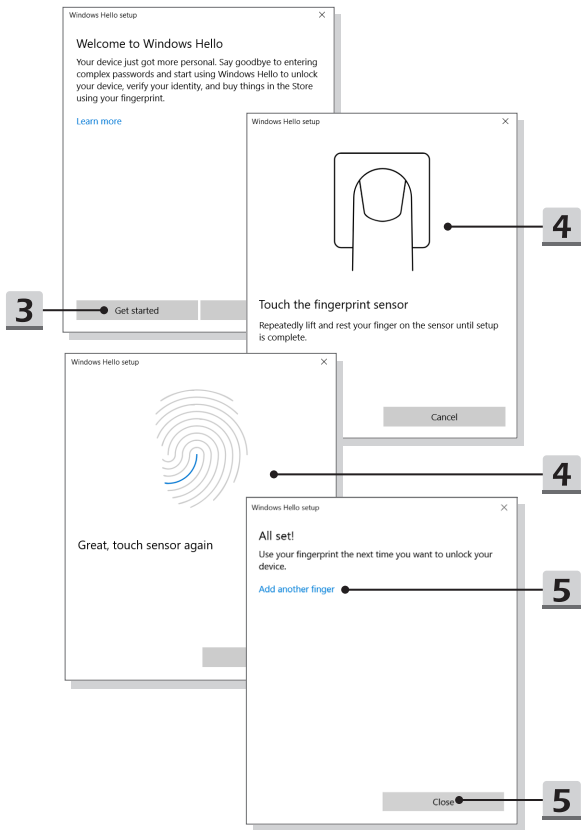 Windows Hello setup
Welcome to Windows Hello
Your device just got more personal. Say goodbye to entering
complex passwords and start using Windows Hello to unlock
your device, verify your identity, and buy things in the Store
using your fingerprint.
Learn more
3
Get started
Windows Hello setup
4
Touch the fingerprint sensor
Repeatedly lift and rest your finger on the sensor until setup
is complete.
Cancel
Windows Hello setup
4
Great, touch sensor again
Windows Hello setup
All set!
Use your fingerprint the next time you want to unlock your
device.
Add another finger
5
Close
5